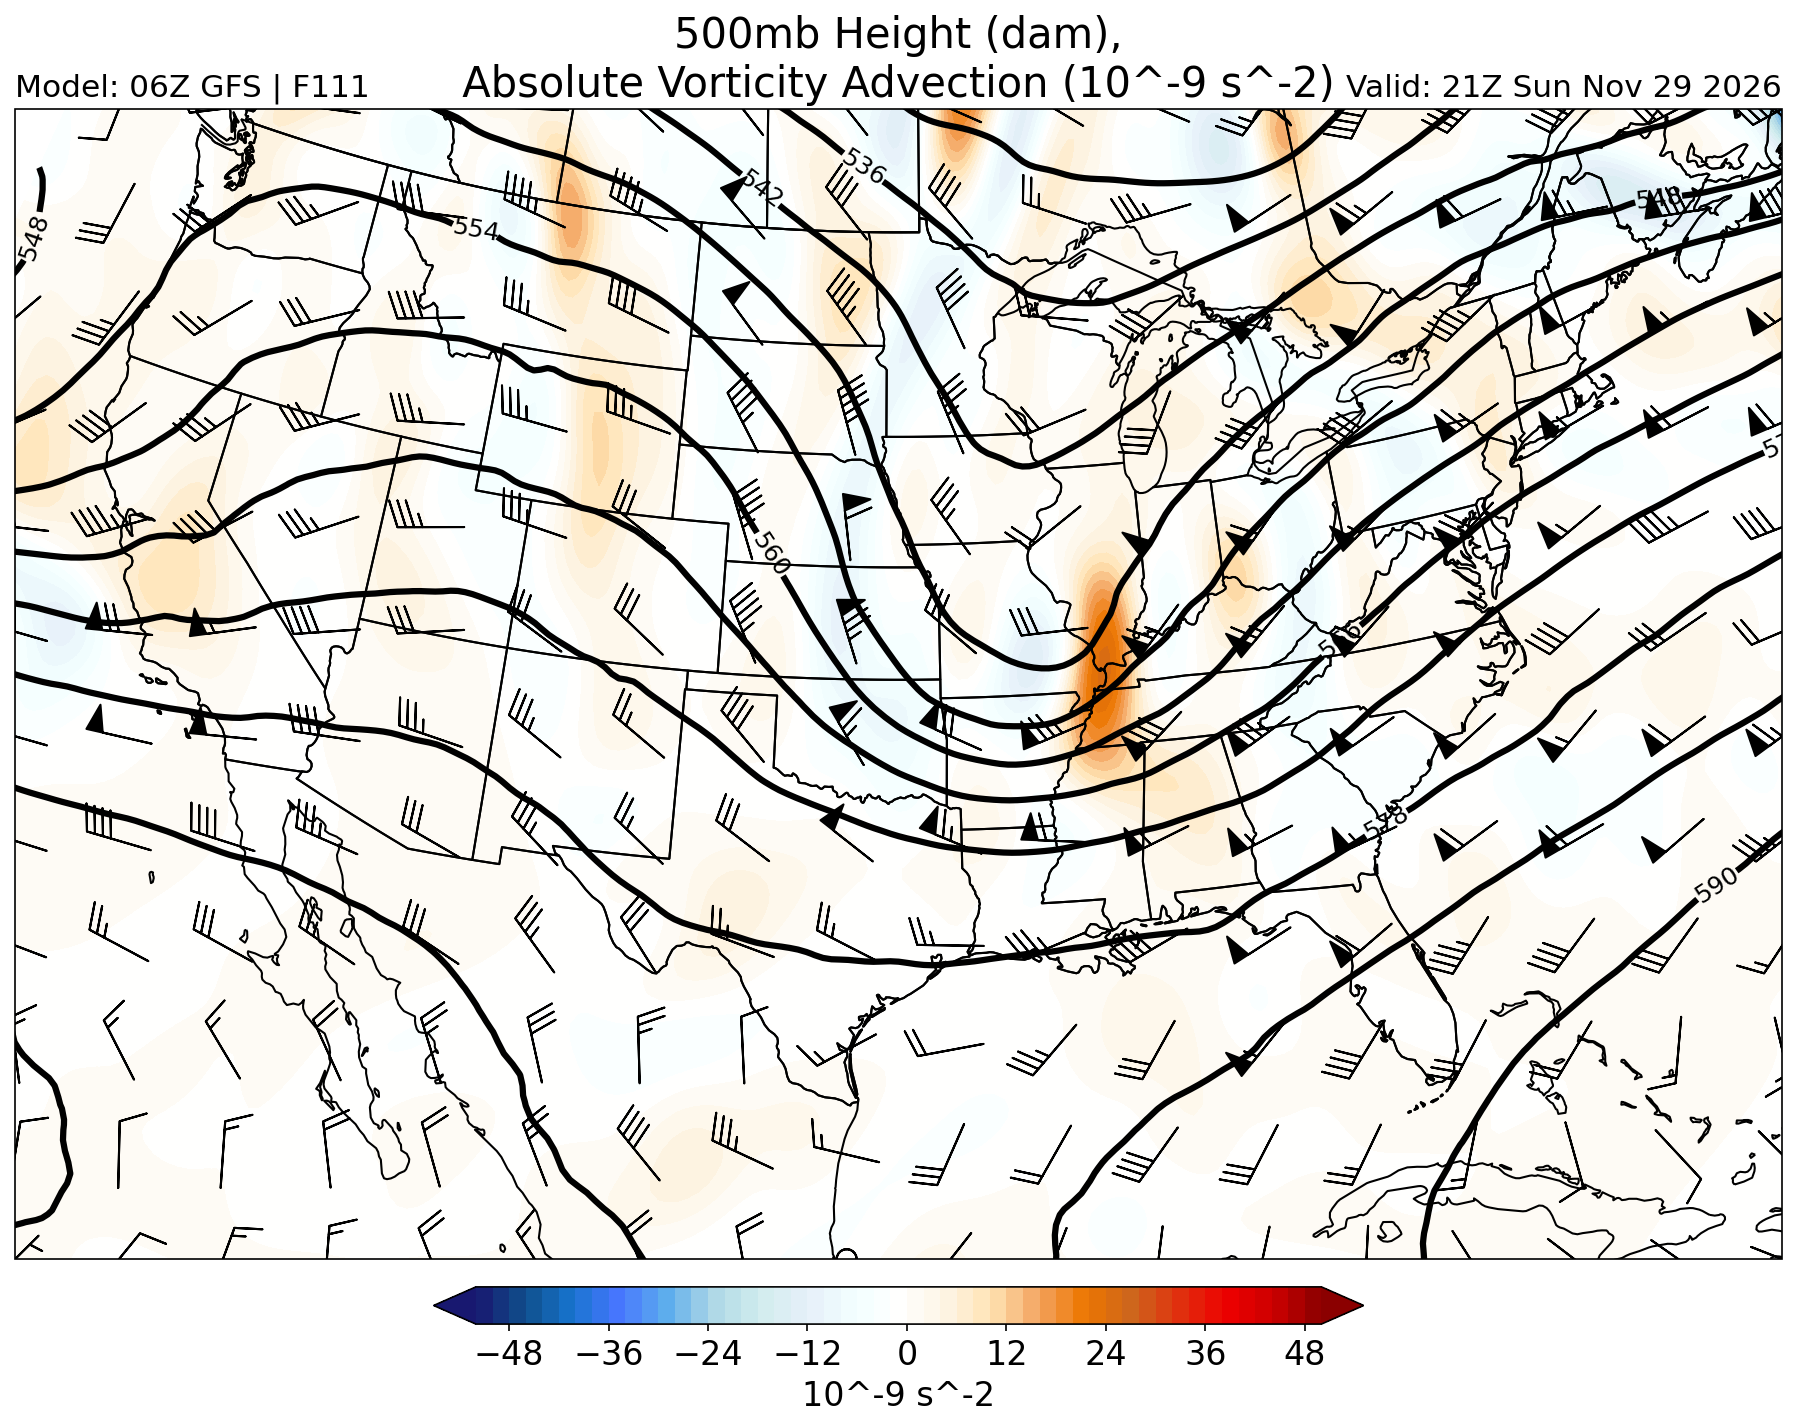 500mb Height (dam),
Model: 06Z GFS | F111
Absolute Vorticity Advection (10^-9 s^-2)
Valid: 21Z Sun Nov 29 2026
536
542
548
548
554
560
578
590
−48 −36 −24 −12 0 12 24 36 48
10^-9 s^-2